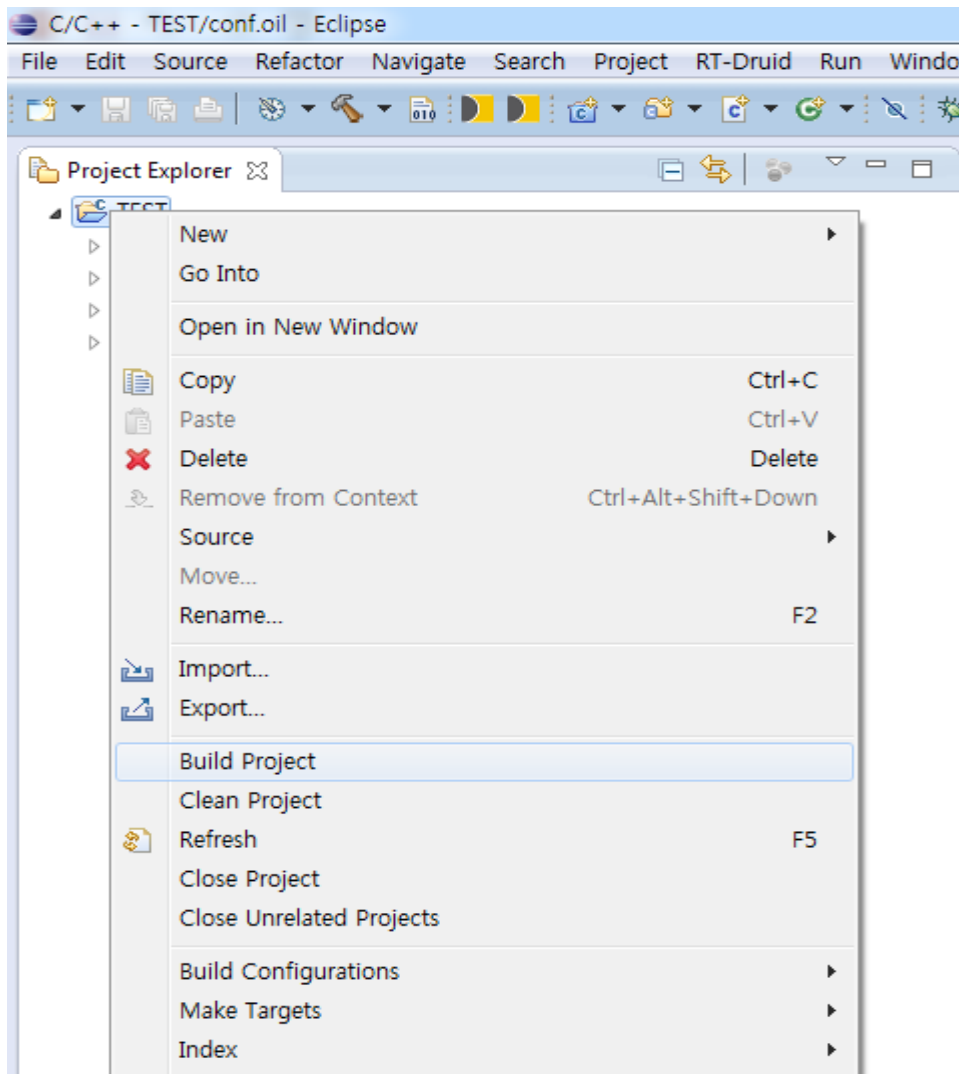 C/C++ - TEST/conf.oil - Eclipse
File Edit Source Refactor Navigate Search Project RT-Druid Run Windo
010
Project Explorer
TEST
New
Go Into
Open in New Window
Copy Ctrl+C
Paste Ctrl+V
Delete Delete
Remove from Context Ctrl+Alt+Shift+Down
Source
Move...
Rename... F2
Import...
Export...
Build Project
Clean Project
Refresh F5
Close Project
Close Unrelated Projects
Build Configurations
Make Targets
Index